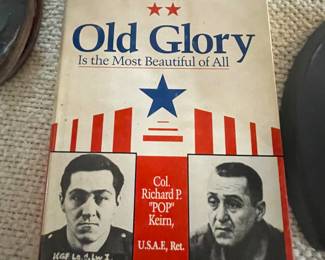 Old Glory
Is the Most Beautiful of All
Col.
Richard P.
"POP"
Keirn,
U.S.A.F., Ret.